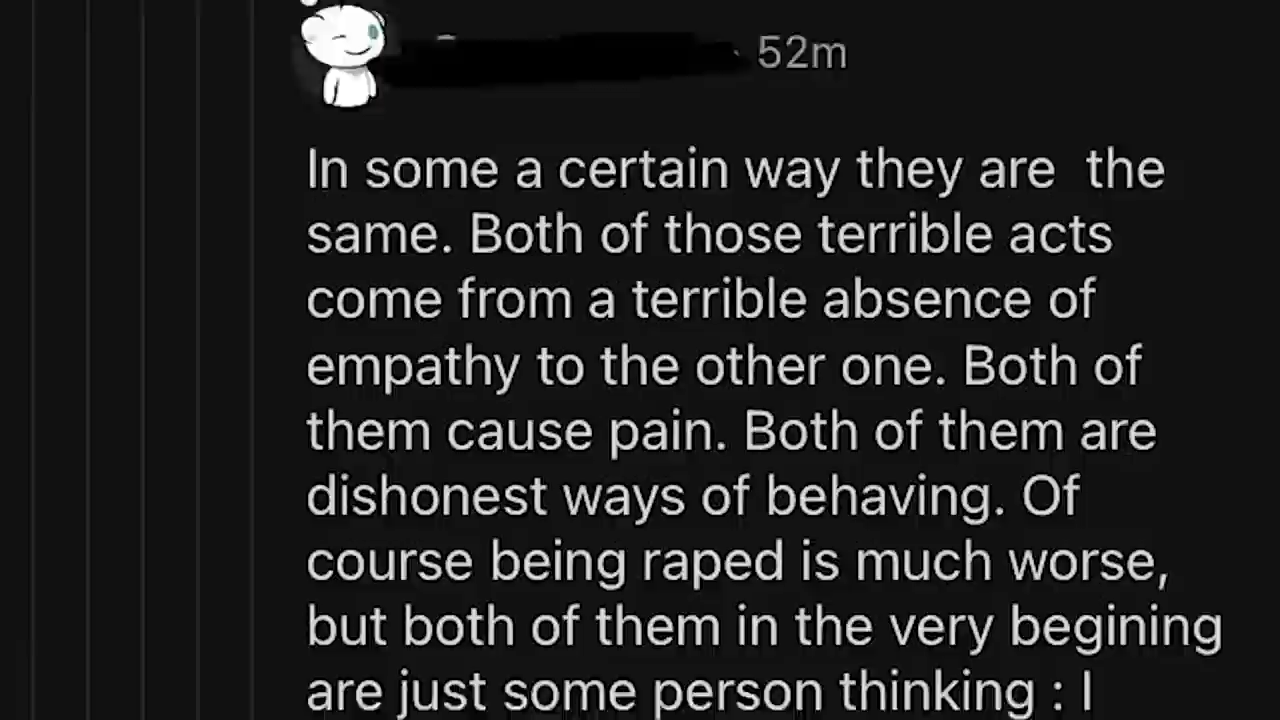 52m
In some a certain way they are  the
same. Both of those terrible acts
come from a terrible absence of
empathy to the other one. Both of
them cause pain. Both of them are
dishonest ways of behaving. Of
course being raped is much worse,
but both of them in the very begining
are just some person thinking : I